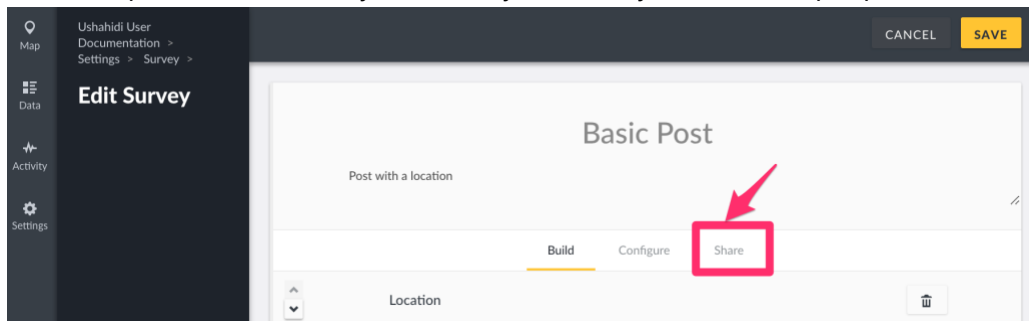 Map
Data
Activity
Settings
Ushahidi User
Documentation >
Settings > Survey >
Edit Survey
CANCEL
SAVE
Basic Post
Post with a location
Build
Configure
Share
Location